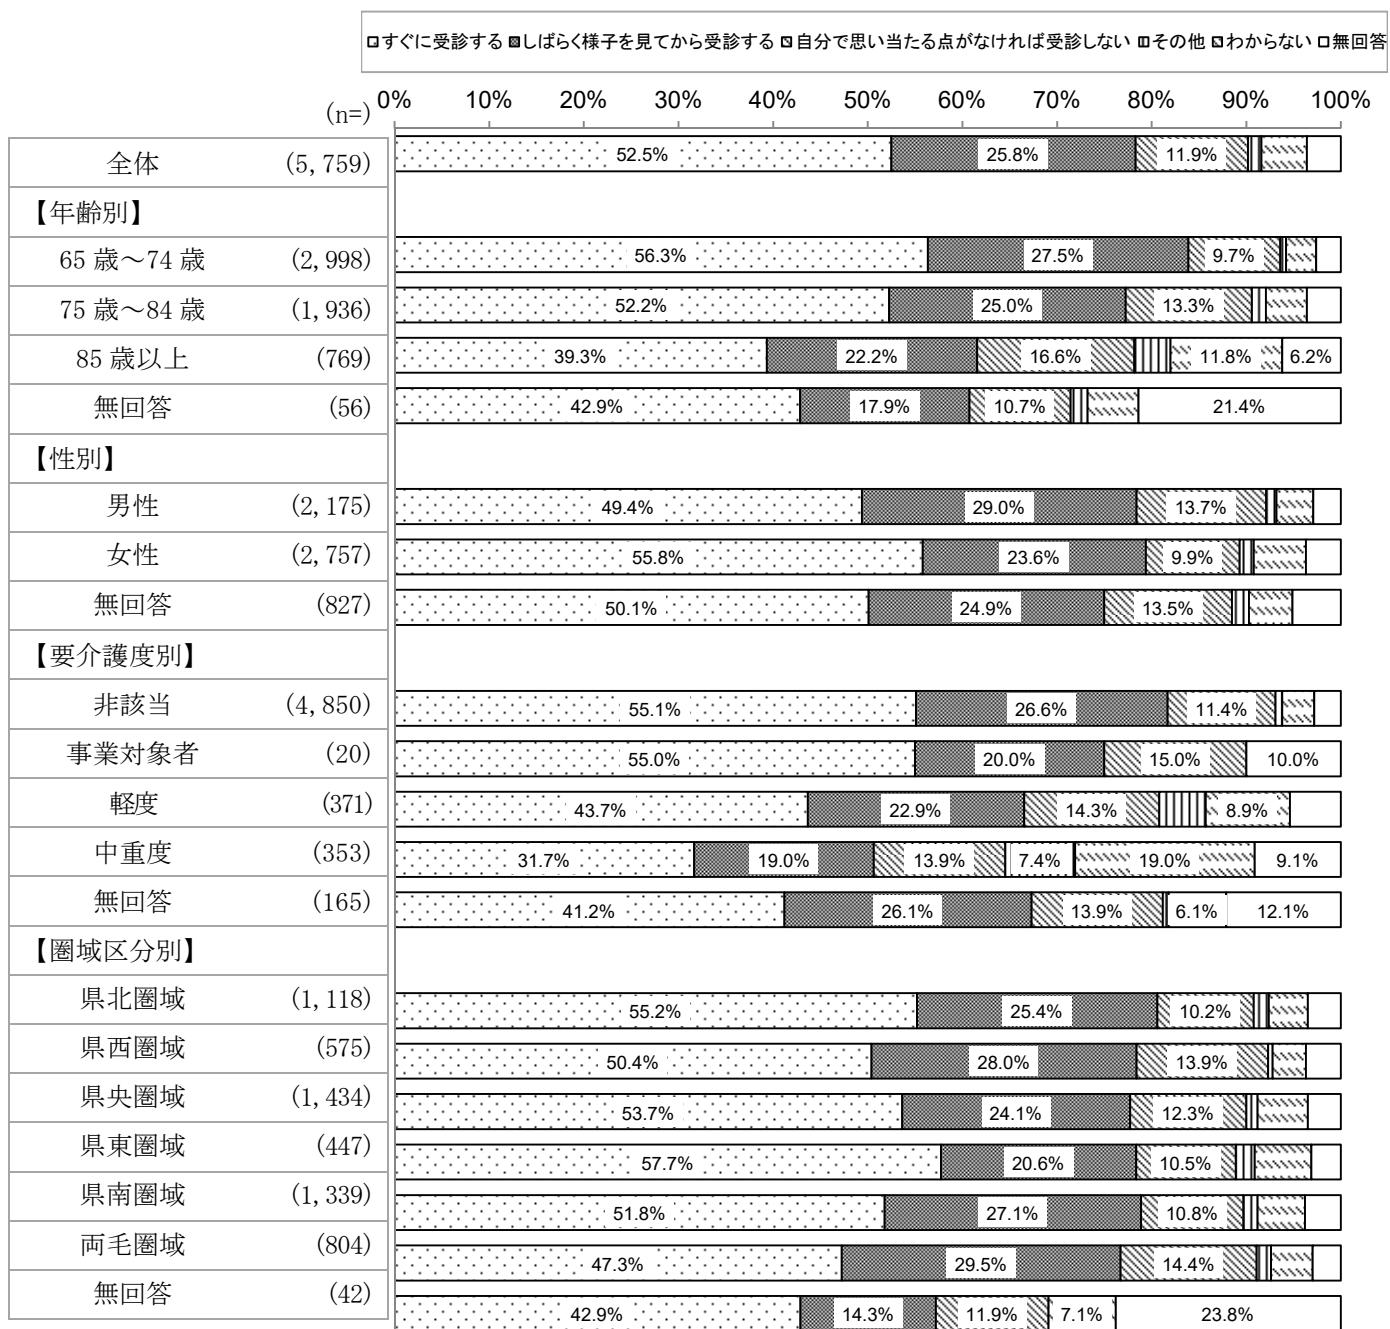 すぐに受診する しばらく様子を見てから受診する 自分で思い当たる点がなければ受診しない その他 わからない 無回答
(n=) 0% 10% 20% 30% 40% 50% 60% 70% 80% 90% 100%
全体 (5,759) 52.5% 25.8% 11.9%
【年齢別】
65歳～74歳 (2,998) 56.3% 27.5% 9.7%
75歳～84歳 (1,936) 52.2% 25.0% 13.3%
85歳以上 (769) 39.3% 22.2% 16.6% 11.8% 6.2%
無回答 (56) 42.9% 17.9% 10.7% 21.4%
【性別】
男性 (2,175) 49.4% 29.0% 13.7%
女性 (2,757) 55.8% 23.6% 9.9%
無回答 (827) 50.1% 24.9% 13.5%
【要介護度別】
非該当 (4,850) 55.1% 26.6% 11.4%
事業対象者 (20) 55.0% 20.0% 15.0% 10.0%
軽度 (371) 43.7% 22.9% 14.3% 8.9%
中重度 (353) 31.7% 19.0% 13.9% 7.4% 19.0% 9.1%
無回答 (165) 41.2% 26.1% 13.9% 6.1% 12.1%
【圏域区分別】
県北圏域 (1,118) 55.2% 25.4% 10.2%
県西圏域 (575) 50.4% 28.0% 13.9%
県央圏域 (1,434) 53.7% 24.1% 12.3%
県東圏域 (447) 57.7% 20.6% 10.5%
県南圏域 (1,339) 51.8% 27.1% 10.8%
両毛圏域 (804) 47.3% 29.5% 14.4%
無回答 (42) 42.9% 14.3% 11.9% 7.1% 23.8%